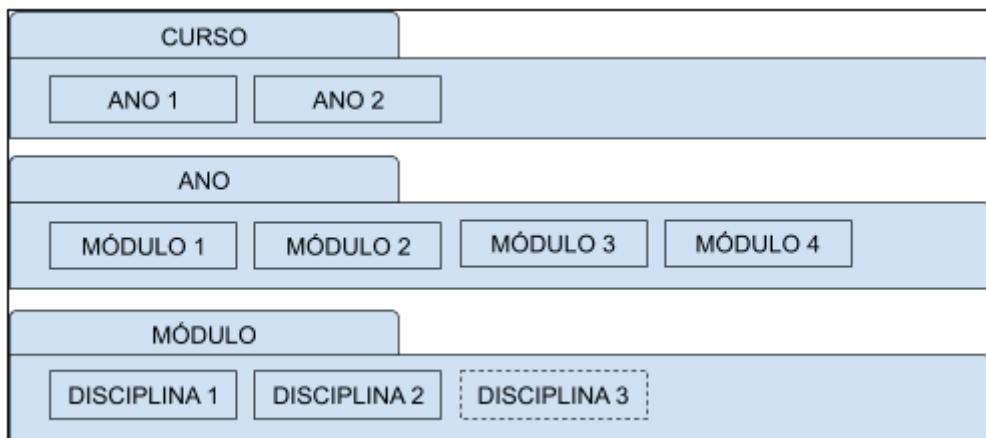 CURSO
ANO 1 ANO 2
ANO
MÓDULO 1 MÓDULO 2 MÓDULO 3 MÓDULO 4
MÓDULO
DISCIPLINA 1 DISCIPLINA 2 DISCIPLINA 3